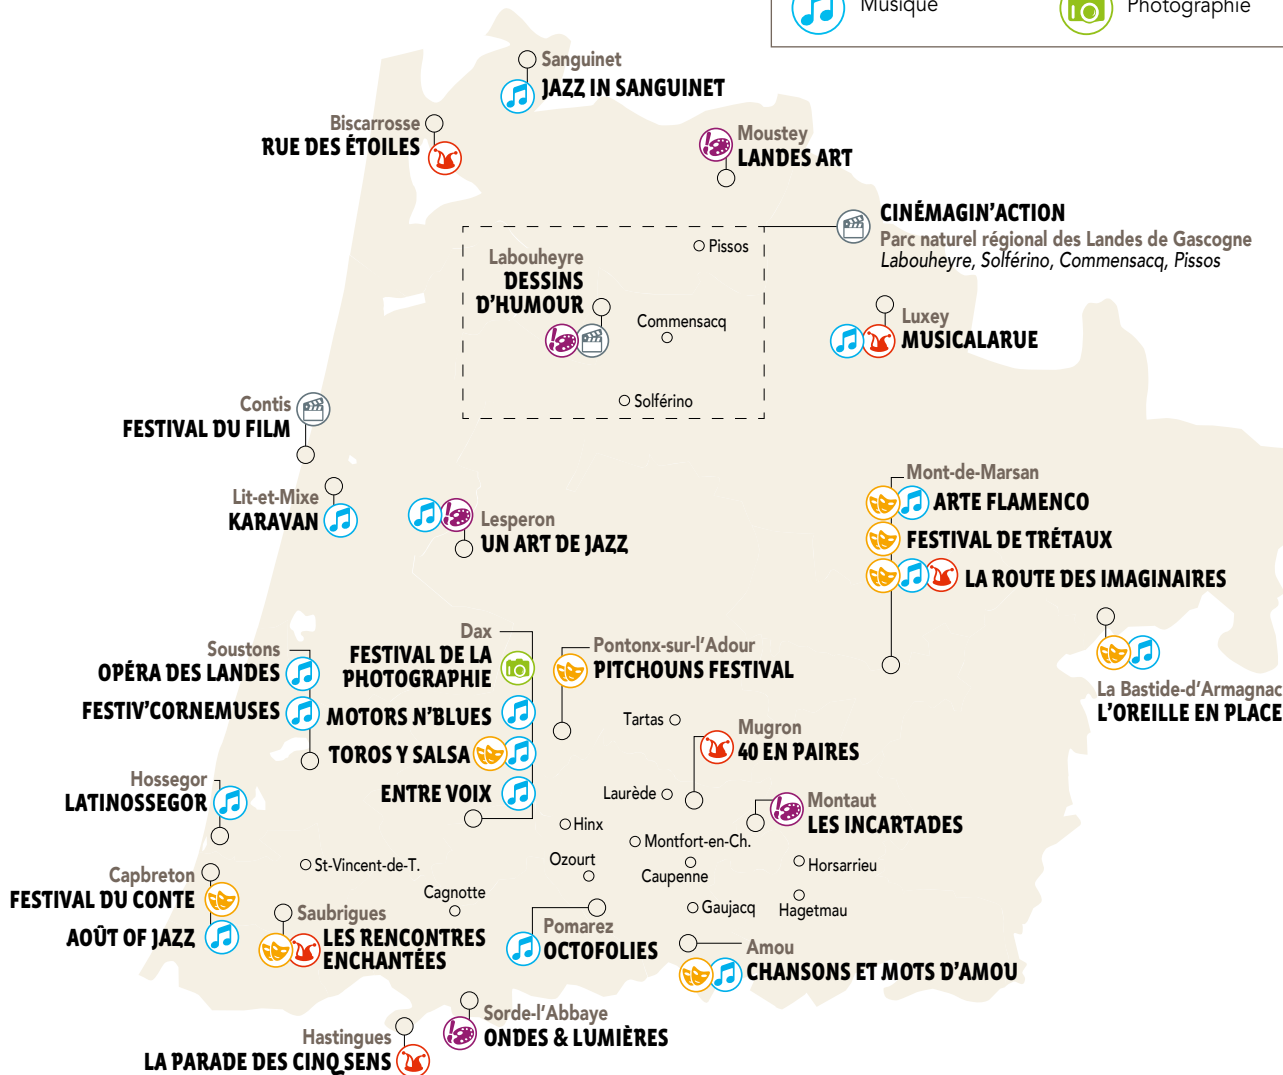 Musique
Photographie
Sanguinet
JAZZ IN SANGUINET
Biscarrosse
RUE DES ÉTOILES
Moustey
LANDES ART
CINÉMAGIN'ACTION
Parc naturel régional des Landes de Gascogne
Labouheyre, Solférino, Commensacq, Pissos
Pissos
Labouheyre
DESSINS
D'HUMOUR
Commensacq
Solférino
Luxey
MUSICALARUE
Contis
FESTIVAL DU FILM
Lit-et-Mixe
KARAVAN
Lesperon
UN ART DE JAZZ
Mont-de-Marsan
ARTE FLAMENCO
FESTIVAL DE TRÉTAUX
LA ROUTE DES IMAGINAIRES
La Bastide-d'Armagnac
L'OREILLE EN PLACE
Soustons
OPÉRA DES LANDES
FESTIV'CORNEMUSES
Dax
FESTIVAL DE LA
PHOTOGRAPHIE
MOTORS N'BLUES
TOROS Y SALSA
ENTRE VOIX
Pontonx-sur-l'Adour
PITCHOUNS FESTIVAL
Tartas
Mugron
40 EN PAIRES
Laurède
Montaut
LES INCARTADES
Hossegor
LATINOSSEGOR
Hinx
Montfort-en-Ch.
Ozourt
Caupenne
Horsarrieu
Hagetmau
Gaujacq
St-Vincent-de-T.
Cagnotte
Capbreton
FESTIVAL DU CONTE
AOÛT OF JAZZ
Saubrigues
LES RENCONTRES
ENCHANTÉES
Pomarez
OCTOFOLIES
Amou
CHANSONS ET MOTS D'AMOU
Sorde-l'Abbaye
ONDES & LUMIÈRES
Hastingues
LA PARADE DES CINQ SENS